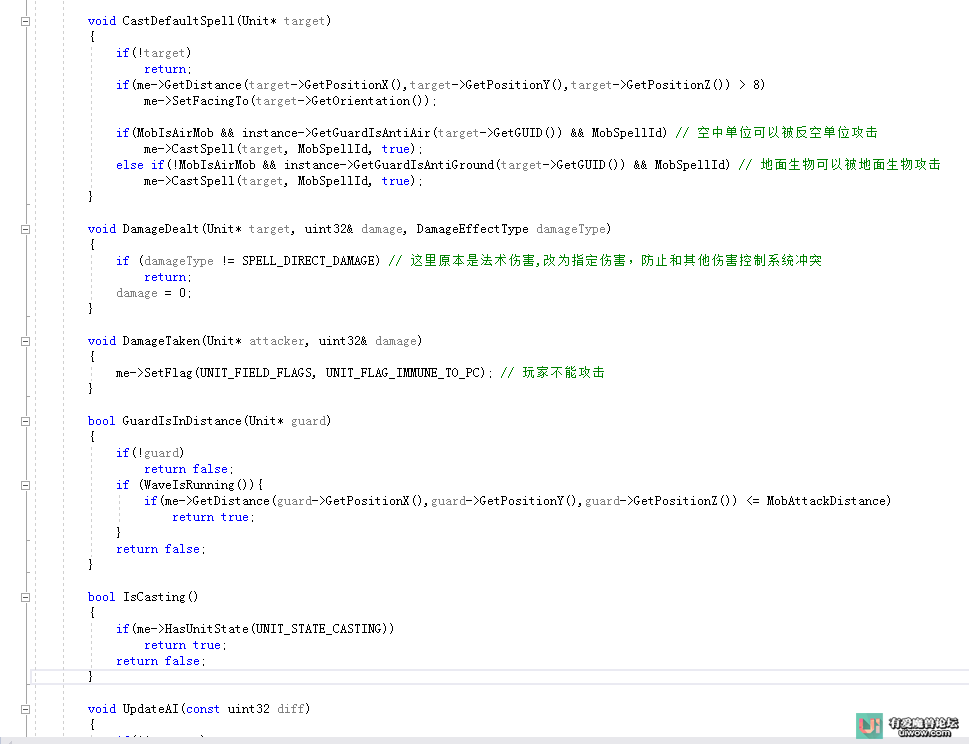 void CastDefaultSpell(Unit* target)
{
if(!target)
return;
if(me->GetDistance(target->GetPositionX(),target->GetPositionY(),target->GetPositionZ()) > 8)
me->SetFacingTo(target->GetOrientation());
if(MobIsAirMob && instance->GetGuardIsAntiAir(target->GetGUID()) && MobSpellId) // 空中单位可以被反空单位攻击
me->CastSpell(target, MobSpellId, true);
else if(!MobIsAirMob && instance->GetGuardIsAntiGround(target->GetGUID()) && MobSpellId) // 地面生物可以被地面生物攻击
me->CastSpell(target, MobSpellId, true);
}
void DamageDealt(Unit* target, uint32& damage, DamageEffectType damageType)
{
if (damageType != SPELL_DIRECT_DAMAGE) // 这里原本是法术伤害,改为指定伤害，防止和其他伤害控制系统冲突
return;
damage = 0;
}
void DamageTaken(Unit* attacker, uint32& damage)
{
me->SetFlag(UNIT_FIELD_FLAGS, UNIT_FLAG_IMMUNE_TO_PC); // 玩家不能攻击
}
bool GuardIsInDistance(Unit* guard)
{
if(!guard)
return false;
if (WaveIsRunning()){
if(me->GetDistance(guard->GetPositionX(),guard->GetPositionY(),guard->GetPositionZ()) <= MobAttackDistance)
return true;
}
return false;
}
bool IsCasting()
{
if(me->HasUnitState(UNIT_STATE_CASTING))
return true;
return false;
}
void UpdateAI(const uint32 diff)
{
有爱魔兽论坛
uiwow.com